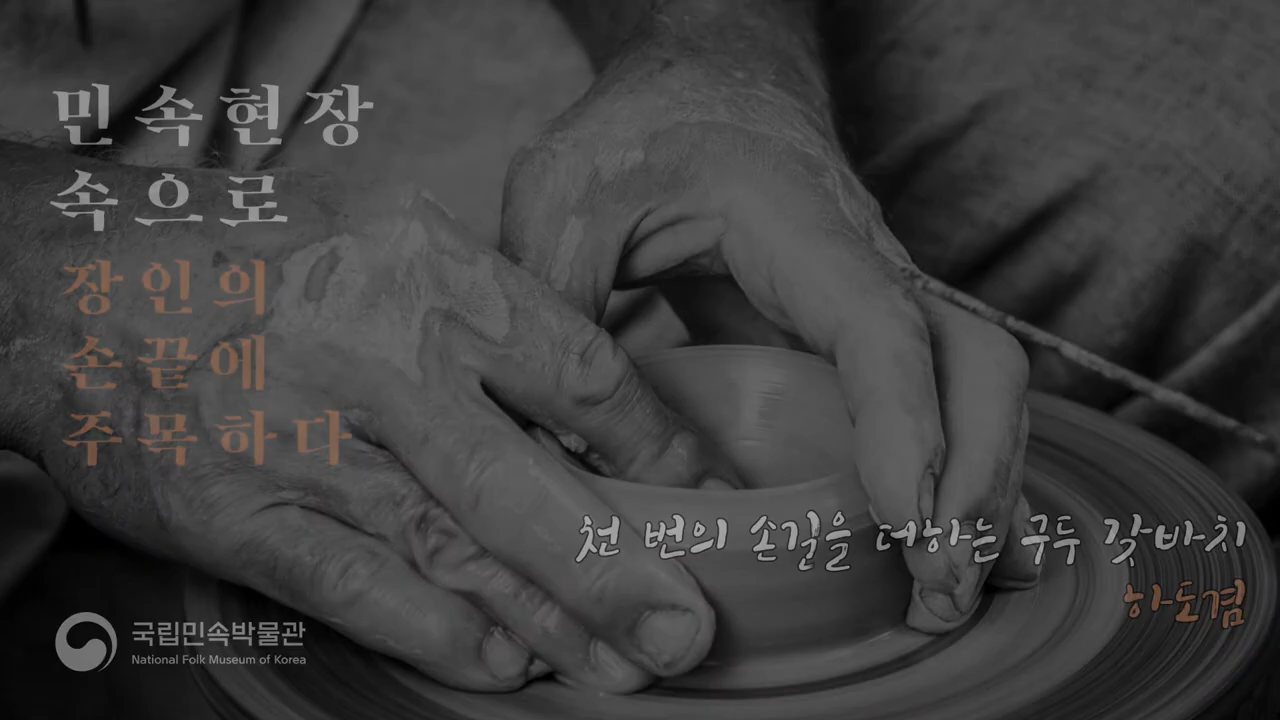 민속현장
속으로
장인의
손끝에
주목하다
천 번의 손길을 더하는 구두 갖바치
하도겸
국립민속박물관
National Folk Museum of Korea